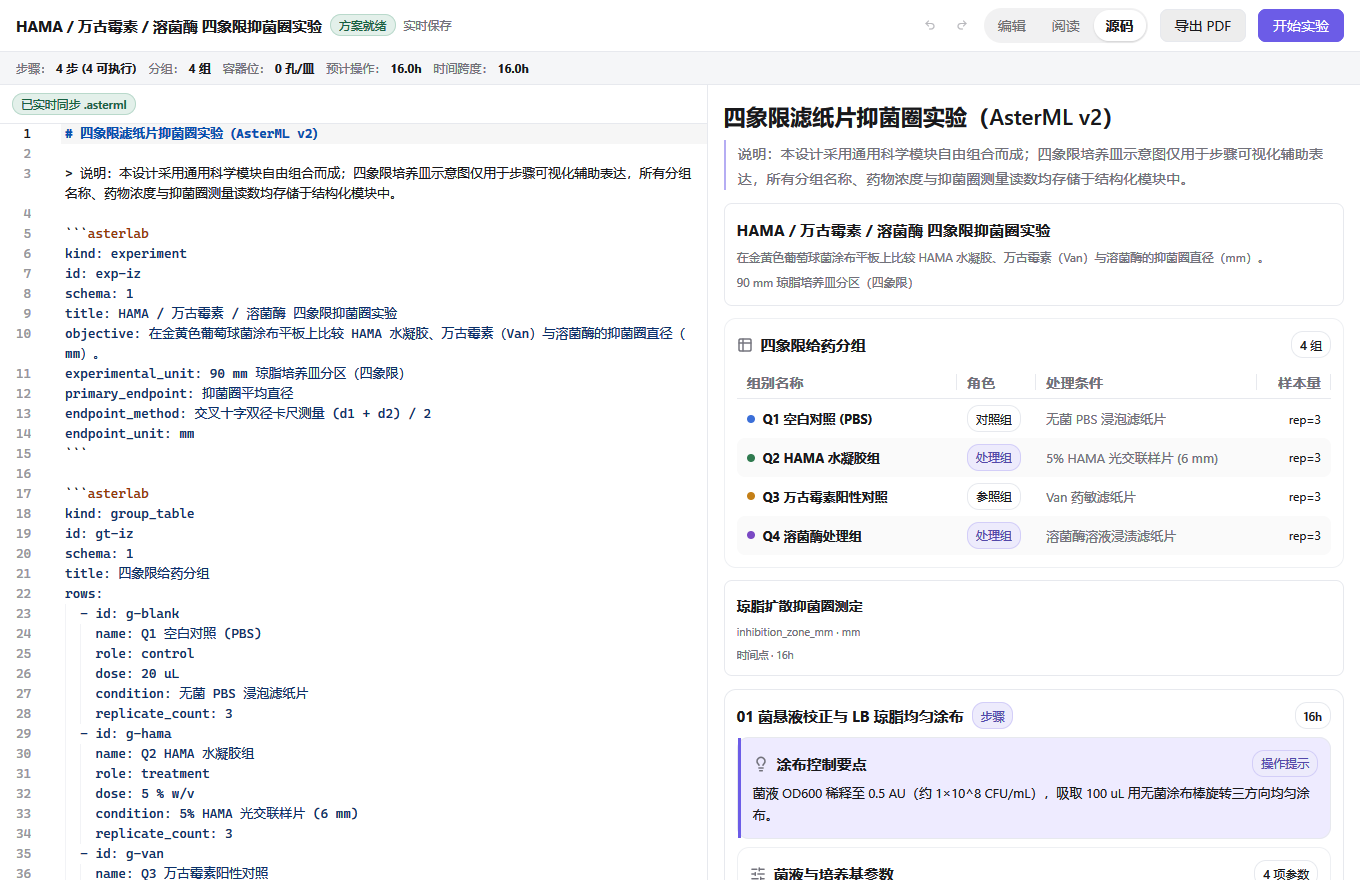 HAMA / 万古霉素 / 溶菌酶 四象限抑菌圈实验 方案就绪 实时保存
编辑 阅读 源码 导出 PDF 开始实验
步骤: 4 步 (4 可执行) 分组: 4 组 容器位: 0 孔/皿 预计操作: 16.0h 时间跨度: 16.0h
已实时同步 .asterml
1 # 四象限滤纸片抑菌圈实验（AsterML v2）
2
3 > 说明：本设计采用通用科学模块自由组合而成；四象限培养皿示意图仅用于步骤可视化辅助表达，所有分组
名称、药物浓度与抑菌圈测量读数均存储于结构化模块中。
4
5 ```asterlab
6 kind: experiment
7 id: exp-iz
8 schema: 1
9 title: HAMA / 万古霉素 / 溶菌酶 四象限抑菌圈实验
10 objective: 在金黄色葡萄球菌涂布平板上比较 HAMA 水凝胶、万古霉素（Van）与溶菌酶的抑菌圈直径（
mm）。
11 experimental_unit: 90 mm 琼脂培养皿分区（四象限）
12 primary_endpoint: 抑菌圈平均直径
13 endpoint_method: 交叉十字双径卡尺测量 (d1 + d2) / 2
14 endpoint_unit: mm
15 ```
16
17 ```asterlab
18 kind: group_table
19 id: gt-iz
20 schema: 1
21 title: 四象限给药分组
22 rows:
23 - id: g-blank
24 name: Q1 空白对照 (PBS)
25 role: control
26 dose: 20 uL
27 condition: 无菌 PBS 浸泡滤纸片
28 replicate_count: 3
29 - id: g-hama
30 name: Q2 HAMA 水凝胶组
31 role: treatment
32 dose: 5 % w/v
33 condition: 5% HAMA 光交联样片 (6 mm)
34 replicate_count: 3
35 - id: g-van
36 name: Q3 万古霉素阳性对照
四象限滤纸片抑菌圈实验（AsterML v2）
说明：本设计采用通用科学模块自由组合而成；四象限培养皿示意图仅用于步骤可视化辅助表
达，所有分组名称、药物浓度与抑菌圈测量读数均存储于结构化模块中。
HAMA / 万古霉素 / 溶菌酶 四象限抑菌圈实验
在金黄色葡萄球菌涂布平板上比较 HAMA 水凝胶、万古霉素（Van）与溶菌酶的抑菌圈直径（mm）。
90 mm 琼脂培养皿分区（四象限）
四象限给药分组 4 组
组别名称 角色 处理条件 样本量
Q1 空白对照 (PBS) 对照组 无菌 PBS 浸泡滤纸片 rep=3
Q2 HAMA 水凝胶组 处理组 5% HAMA 光交联样片 (6 mm) rep=3
Q3 万古霉素阳性对照 参照组 Van 药敏滤纸片 rep=3
Q4 溶菌酶处理组 处理组 溶菌酶溶液浸渍滤纸片 rep=3
琼脂扩散抑菌圈测定
inhibition_zone_mm · mm
时间点 · 16h
01 菌悬液校正与 LB 琼脂均匀涂布 步骤 16h
涂布控制要点 操作提示
菌液 OD600 稀释至 0.5 AU（约 1×10^8 CFU/mL），吸取 100 uL 用无菌涂布棒旋转三方向均匀涂
布。
菌液与培养基参数 4 项参数